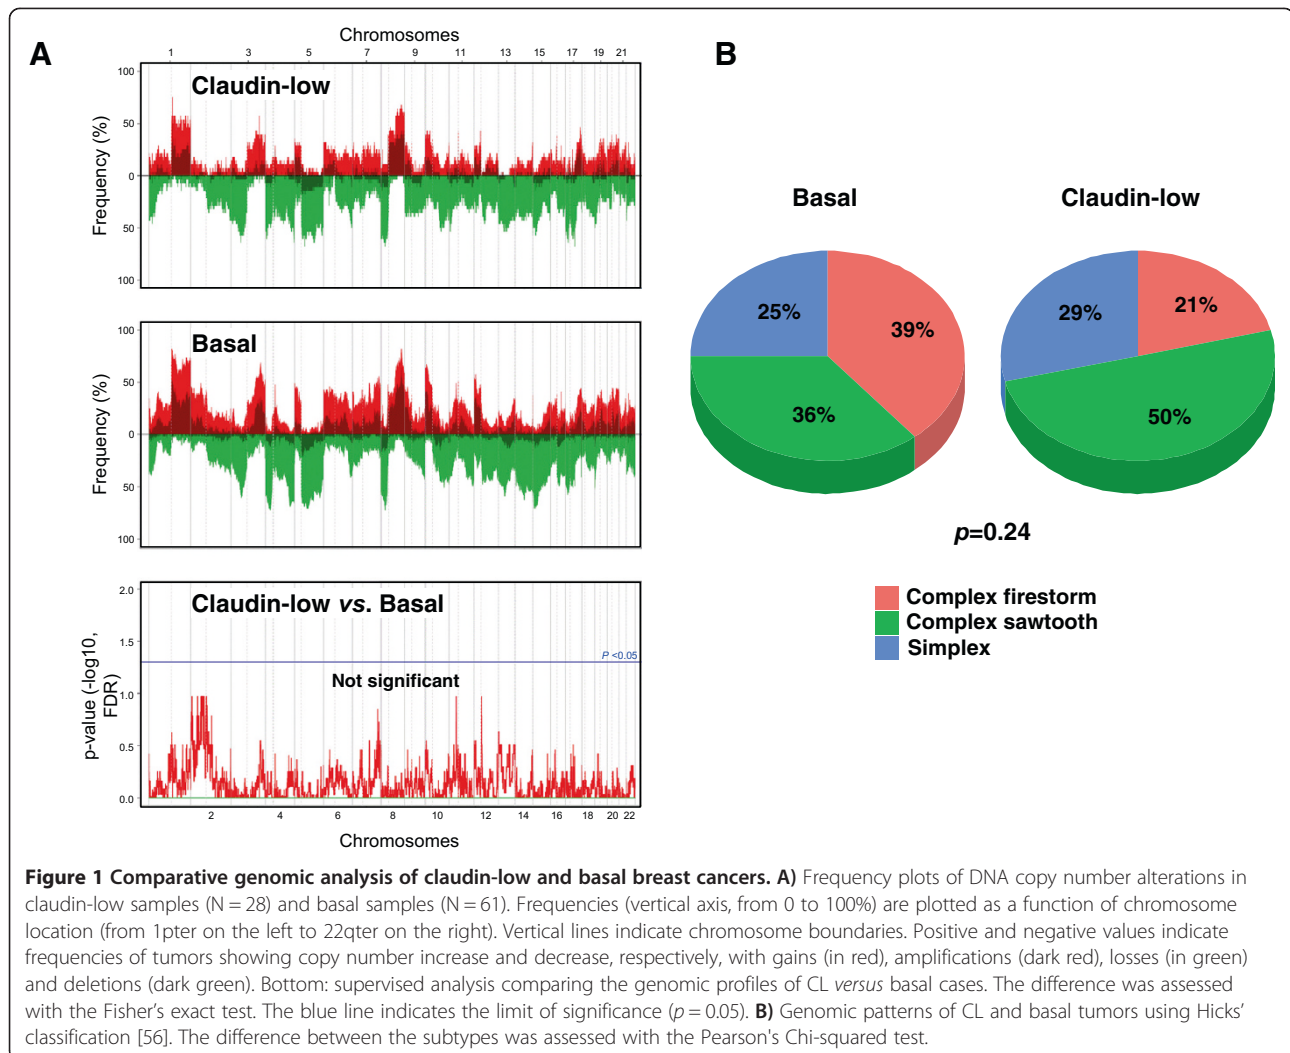 A
Chromosomes
1 3 5 7 9 11 13 15 17 19 21
Claudin-low
Frequency (%)
100
50
0
50
100
Basal
Frequency (%)
100
50
0
50
100
Claudin-low vs. Basal
p-value (-log10,
FDR)
2.0
1.5
1.0
0.5
0.0
P <0.05
Not significant
2 4 6 8 10 12 14 16 18 20 22
Chromosomes
B
Basal
Claudin-low
25%
39%
36%
29%
21%
50%
p=0.24
Complex firestorm
Complex sawtooth
Simplex
Figure 1 Comparative genomic analysis of claudin-low and basal breast cancers. A) Frequency plots of DNA copy number alterations in
claudin-low samples (N = 28) and basal samples (N = 61). Frequencies (vertical axis, from 0 to 100%) are plotted as a function of chromosome
location (from 1pter on the left to 22qter on the right). Vertical lines indicate chromosome boundaries. Positive and negative values indicate
frequencies of tumors showing copy number increase and decrease, respectively, with gains (in red), amplifications (dark red), losses (in green)
and deletions (dark green). Bottom: supervised analysis comparing the genomic profiles of CL versus basal cases. The difference was assessed
with the Fisher's exact test. The blue line indicates the limit of significance (p = 0.05). B) Genomic patterns of CL and basal tumors using Hicks'
classification [56]. The difference between the subtypes was assessed with the Pearson's Chi-squared test.